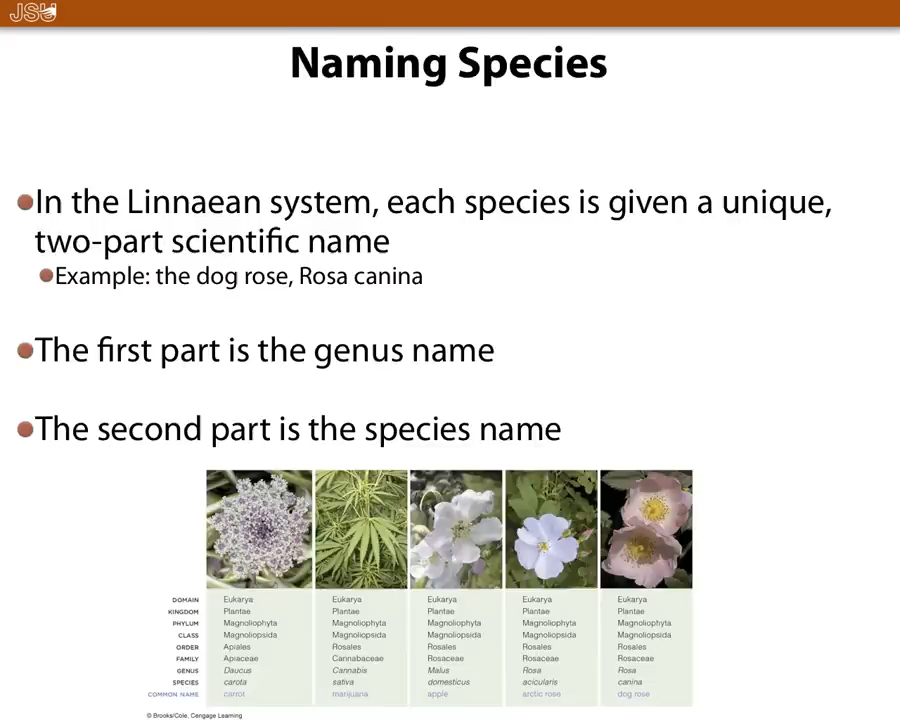 JSU
Naming Species
In the Linnaean system, each species is given a unique,
two-part scientific name
Example: the dog rose, Rosa canina
The first part is the genus name
The second part is the species name
DOMAIN Eukarya Eukarya Eukarya Eukarya Eukarya
KINGDOM Plantae Plantae Plantae Plantae Plantae
PHYLUM Magnoliophyta Magnoliophyta Magnoliophyta Magnoliophyta Magnoliophyta
CLASS Magnoliopsida Magnoliopsida Magnoliopsida Magnoliopsida Magnoliopsida
ORDER Apiales Rosales Rosales Rosales Rosales
FAMILY Apiaceae Cannabaceae Rosaceae Rosaceae Rosaceae
GENUS Daucus Cannabis Malus Rosa Rosa
SPECIES carota sativa domesticus acicularis canina
COMMON NAME carrot marijuana apple arctic rose dog rose
© Brooks/Cole, Cengage Learning